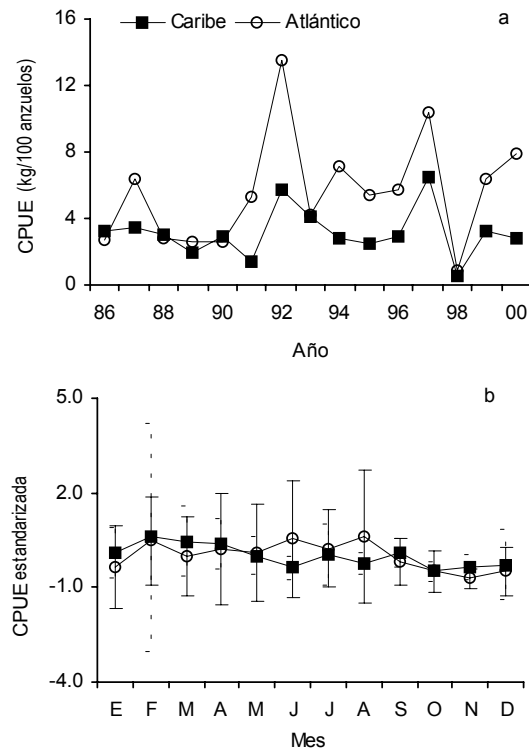 a
Caribe Atlántico
16
12
8
4
0
CPUE (kg/100 anzuelos)
86 88 90 92 94 96 98 00
Año
b
5.0
2.0
-1.0
-4.0
CPUE estandarizada
E F M A M J J A S O N D
Mes